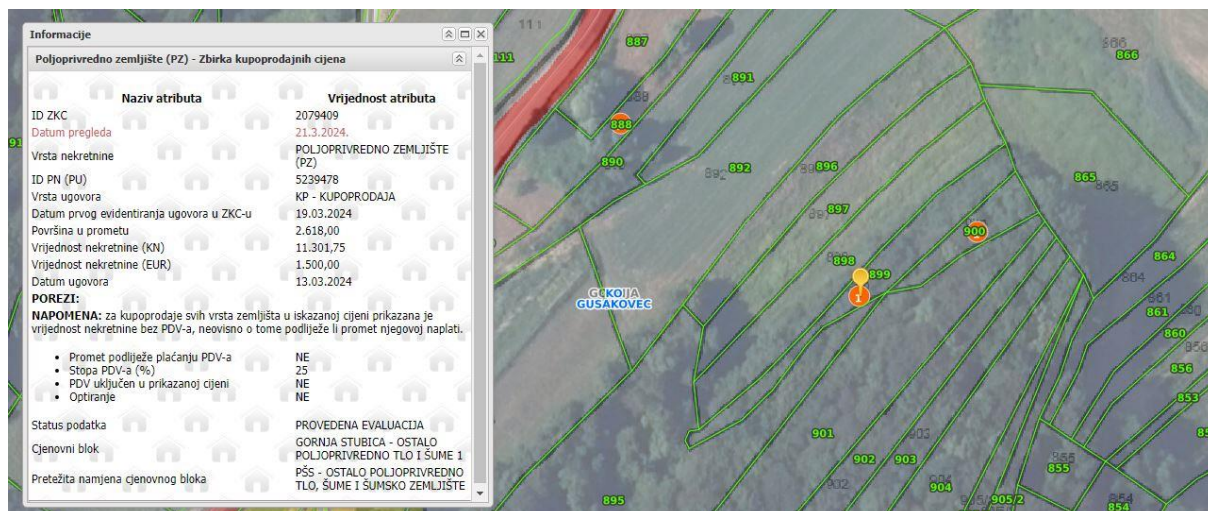 Informacije
Poljoprivredno zemljište (PZ) - Zbirka kupoprodajnih cijena
Naziv atributa Vrijednost atributa
ID ZKC 2079409
Datum pregleda 21.3.2024.
Vrsta nekretnine POLJOPRIVREDNO ZEMLJIŠTE (PZ)
ID PN (PU) 5239478
Vrsta ugovora KP - KUPOPRODAJA
Datum prvog evidentiranja ugovora u ZKC-u 19.03.2024
Površina u prometu 2.618,00
Vrijednost nekretnine (KN) 11.301,75
Vrijednost nekretnine (EUR) 1.500,00
Datum ugovora 13.03.2024
POREZI:
NAPOMENA: za kupoprodaje svih vrsta zemljišta u iskazanoj cijeni prikazana je
vrijednost nekretnine bez PDV-a, neovisno o tome podliježe li promet njegovoj naplati.
• Promet podliježe plaćanju PDV-a NE
• Stopa PDV-a (%) 25
• PDV uključen u prikazanoj cijeni NE
• Optiranje NE
Status podatka PROVEDENA EVALUACIJA
Cjenovni blok GORNJA STUBICA - OSTALO
POLJOPRIVREDNO TLO I ŠUME 1
Pretežita namjena cjenovnog bloka PŠS - OSTALO POLJOPRIVREDNO
TLO, ŠUME I ŠUMSKO ZEMLJIŠTE
111
887
866
891
888
890
892
896
865
897
900
898
899
864
GUSAKOVEC
861
860
856
853
901
902
903
855
904
905/2
854
895